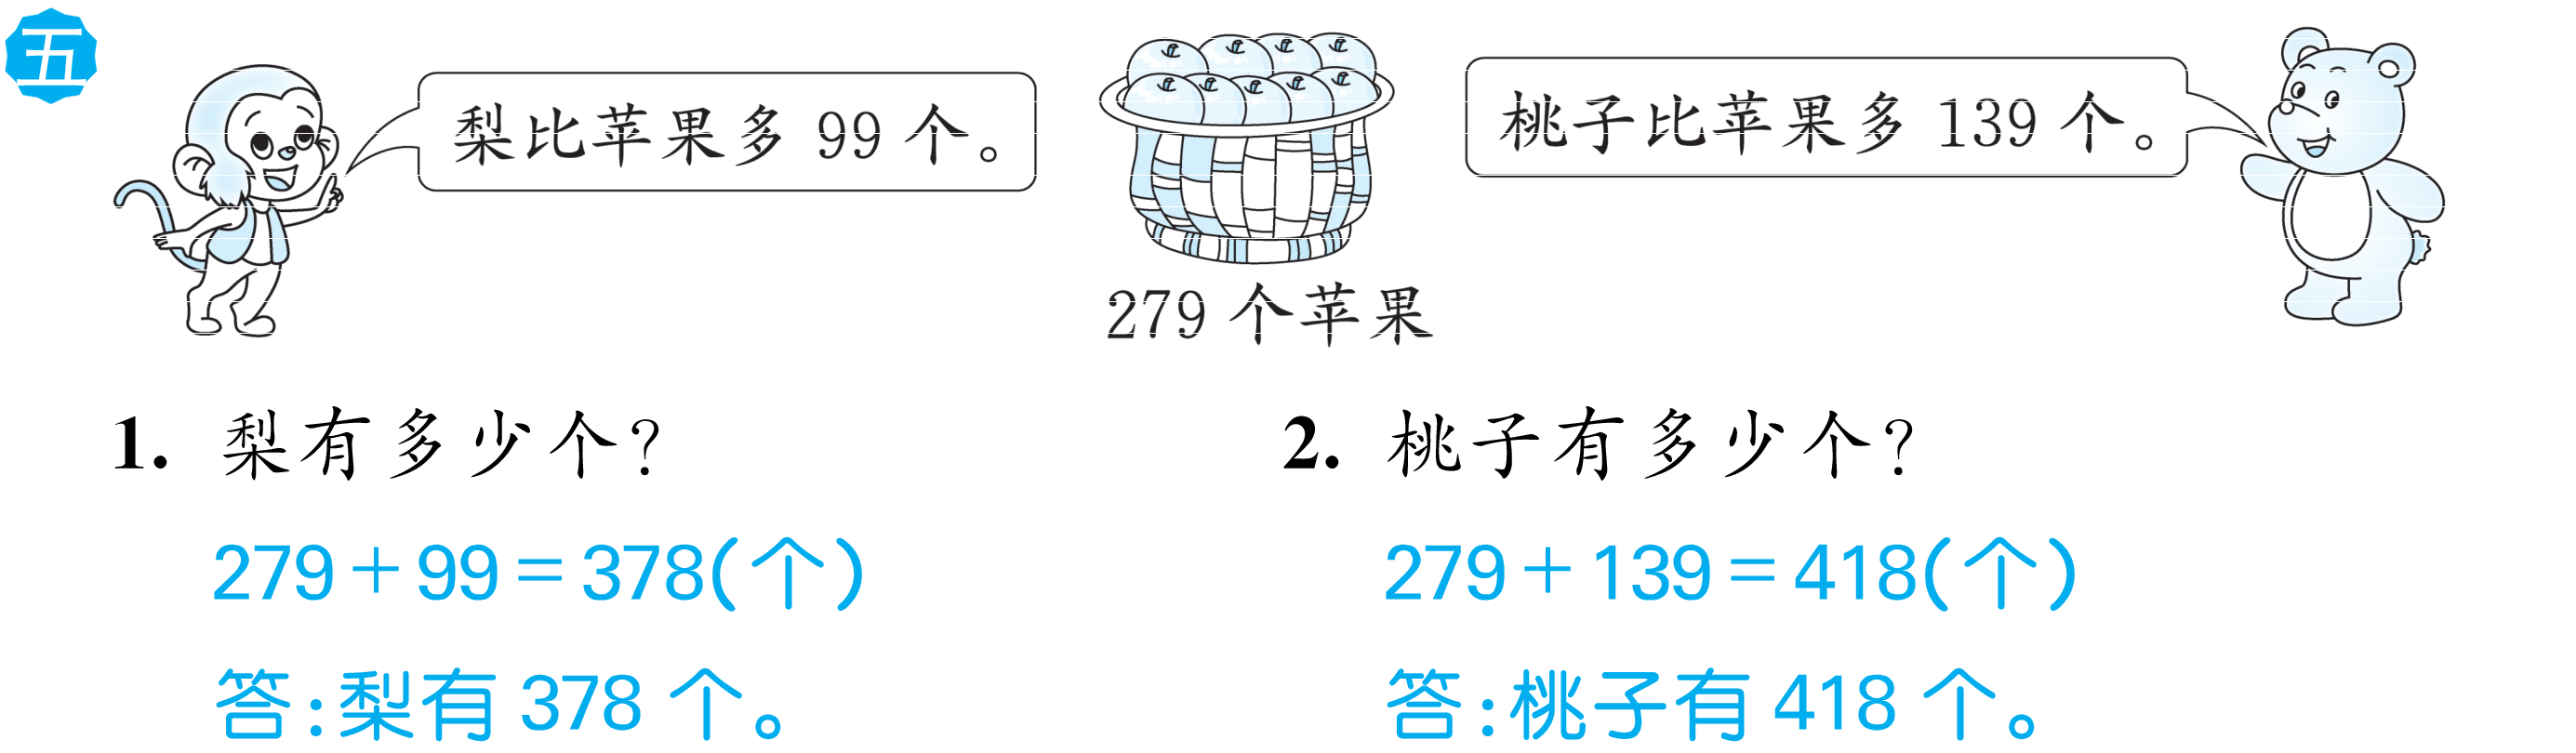 五
梨比苹果多 99 个。
桃子比苹果多 139 个。
279 个苹果
1. 梨有多少个?
279+99=378(个)
答:梨有 378 个。
2. 桃子有多少个?
279+139=418(个)
答:桃子有 418 个。